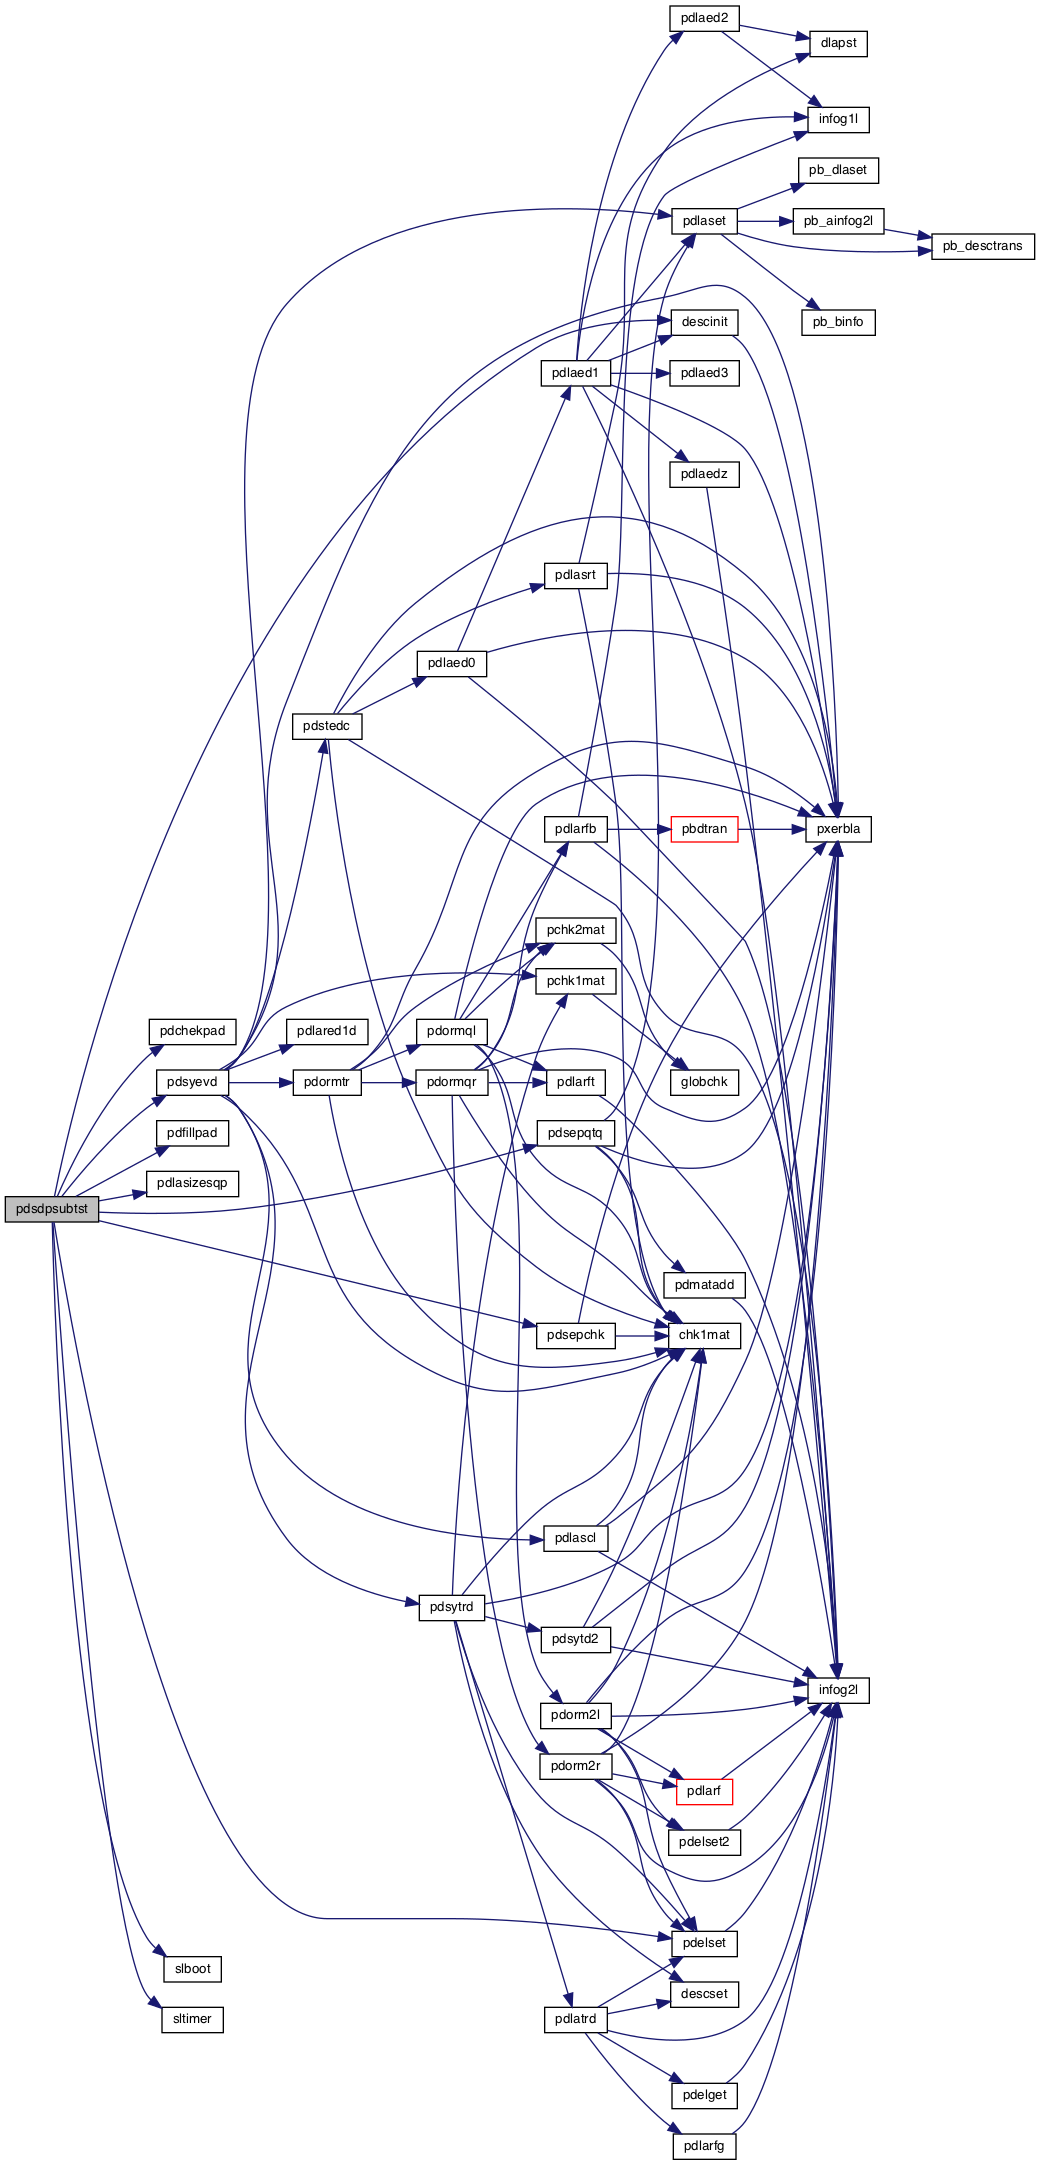 pdlaed2
dlapst
infog1l
pb_dlaset
pdlaset
pb_ainfog2l
pb_desctrans
descinit
pb_binfo
pdlaed1
pdlaed3
pdlaedz
pdlasrt
pdlaed0
pdstedc
pdlarfb
pbdtran
pxerbla
pchk2mat
pchk1mat
pdchekpad
pdlared1d
pdormql
pdsyevd
pdormtr
pdormqr
pdlarft
globchk
pdfillpad
pdsepqtq
pdlasizesqp
pdsdpsubtst
pdmatadd
pdsepchk
chk1mat
pdlascl
pdsytrd
pdsytd2
infog2l
pdorm2l
pdorm2r
pdlarf
pdelset2
pdelset
slboot
descset
sltimer
pdlatrd
pdelget
pdlarfg